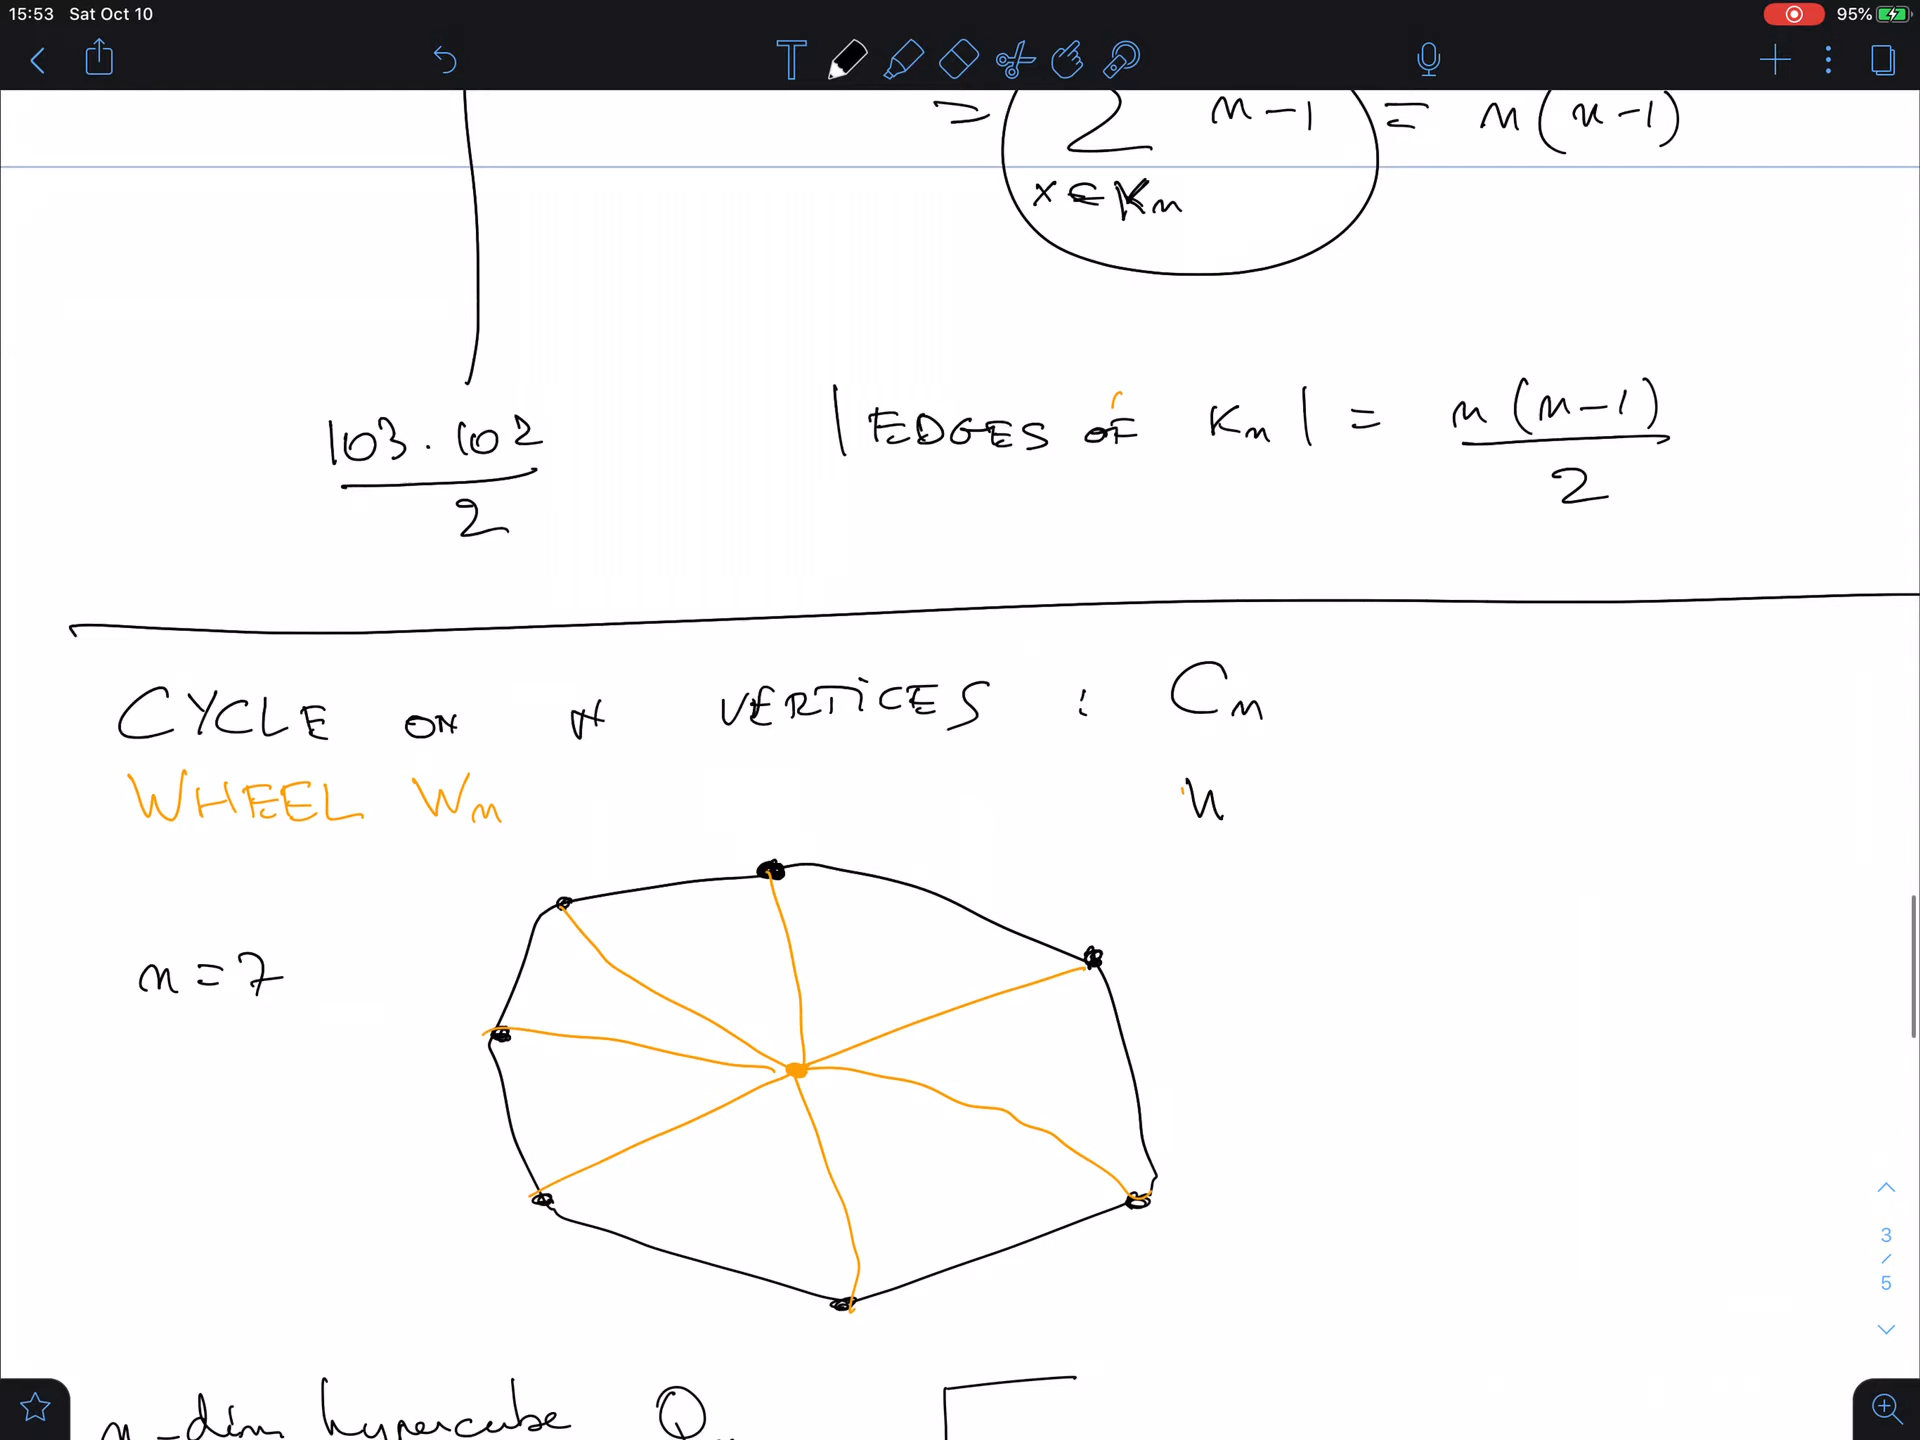 15:53 Sat Oct 10 95%
= ∑ n-1 = n(n-1)
x∈Kn
103·102 / 2
|EDGES OF Kn| = n(n-1) / 2
CYCLE ON N VERTICES : Cn
WHEEL Wn n
n=7
3
/
5
n-dim hypercube Q